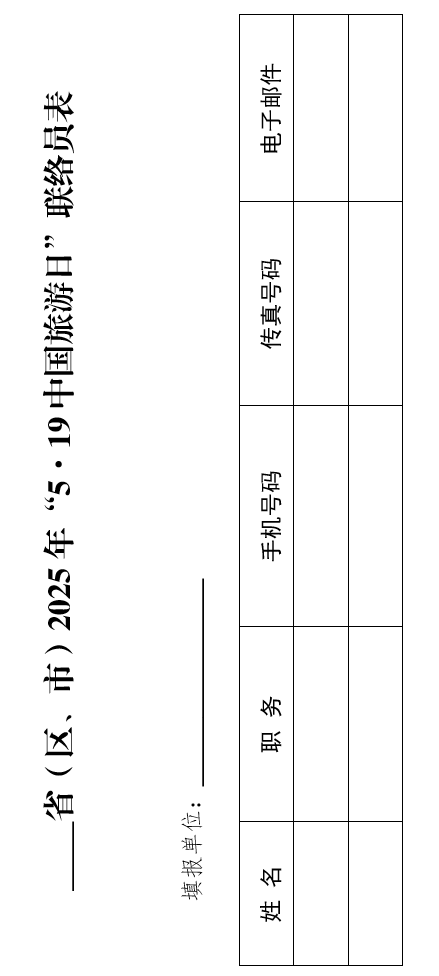 ____省（区、市）2025年“5·19中国旅游日”联络员表
填报单位：____________
姓 名 职 务 手机号码 传真号码 电子邮件